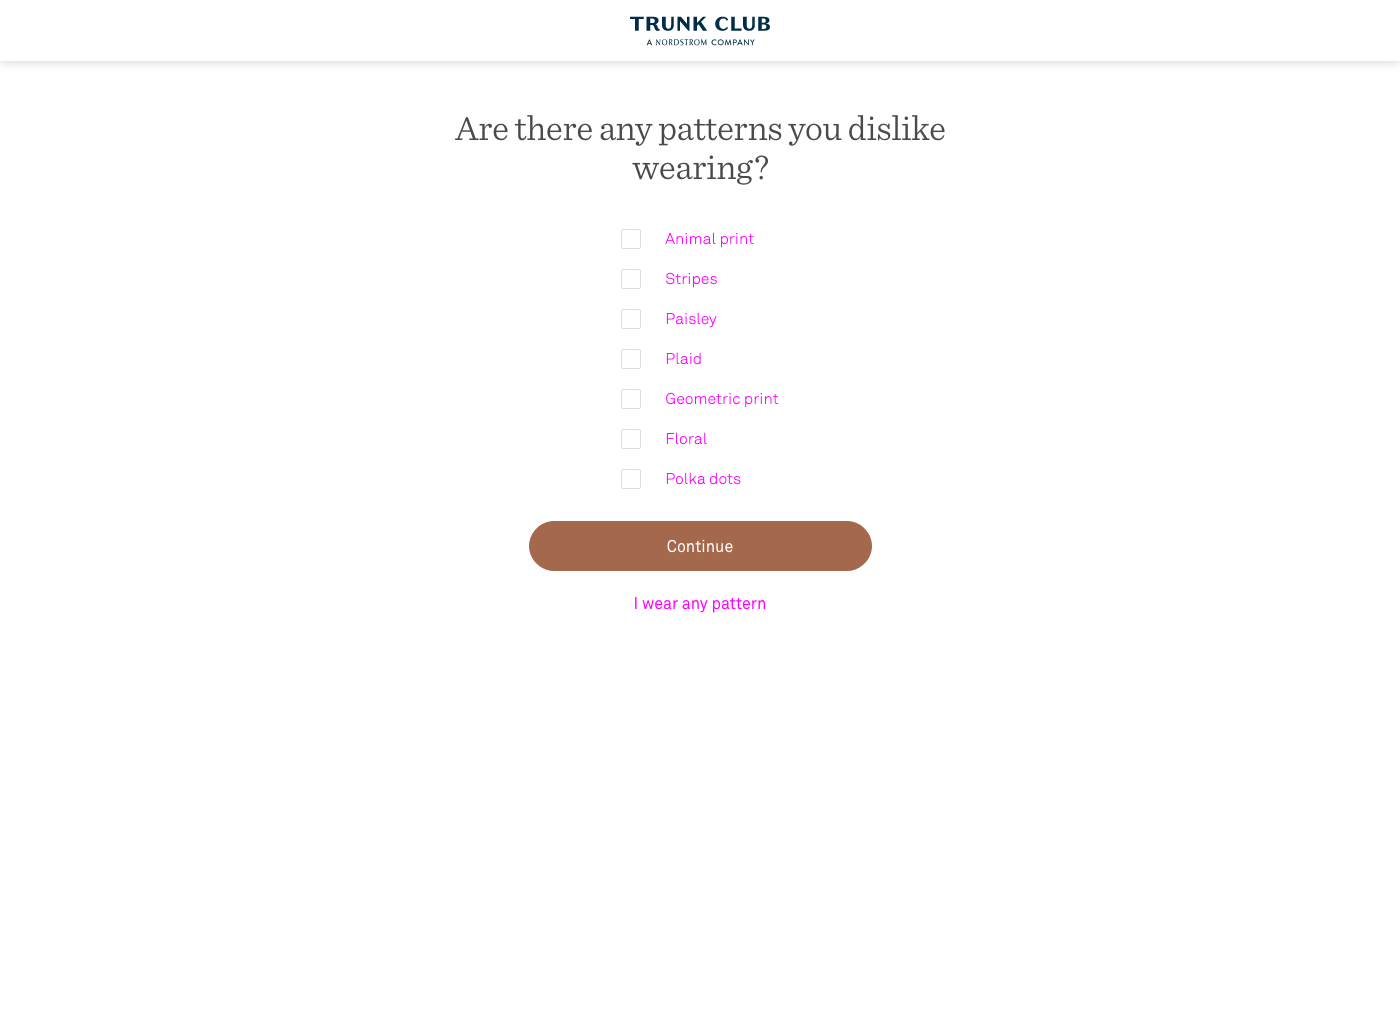 TRUNK CLUB
A NORDSTROM COMPANY
Are there any patterns you dislike
wearing?
Animal print
Stripes
Paisley
Plaid
Geometric print
Floral
Polka dots
Continue
I wear any pattern